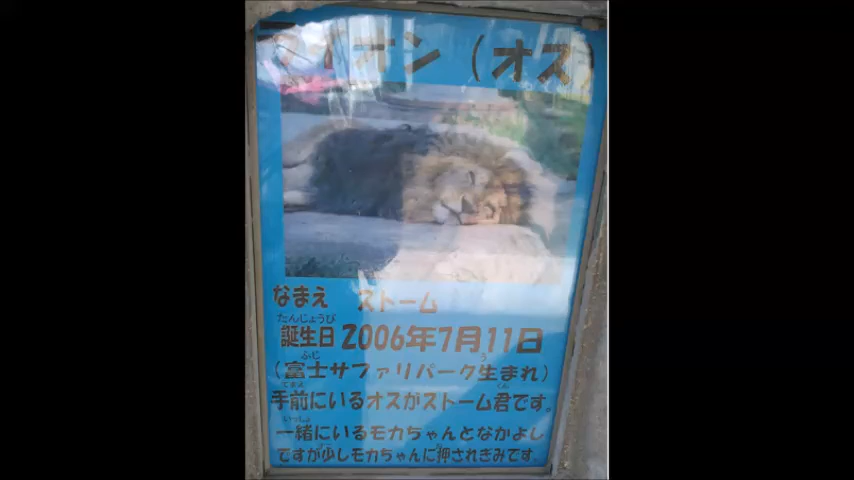 ライオン（オス）
なまえ ストーム
たんじょうび
誕生日 2006年7月11日
ふじ う
（富士サファリパーク生まれ）
てまえ くん
手前にいるオスがストーム君です。
いっしょ
一緒にいるモカちゃんとなかよし
ですが少しモカちゃんに押されぎみです。